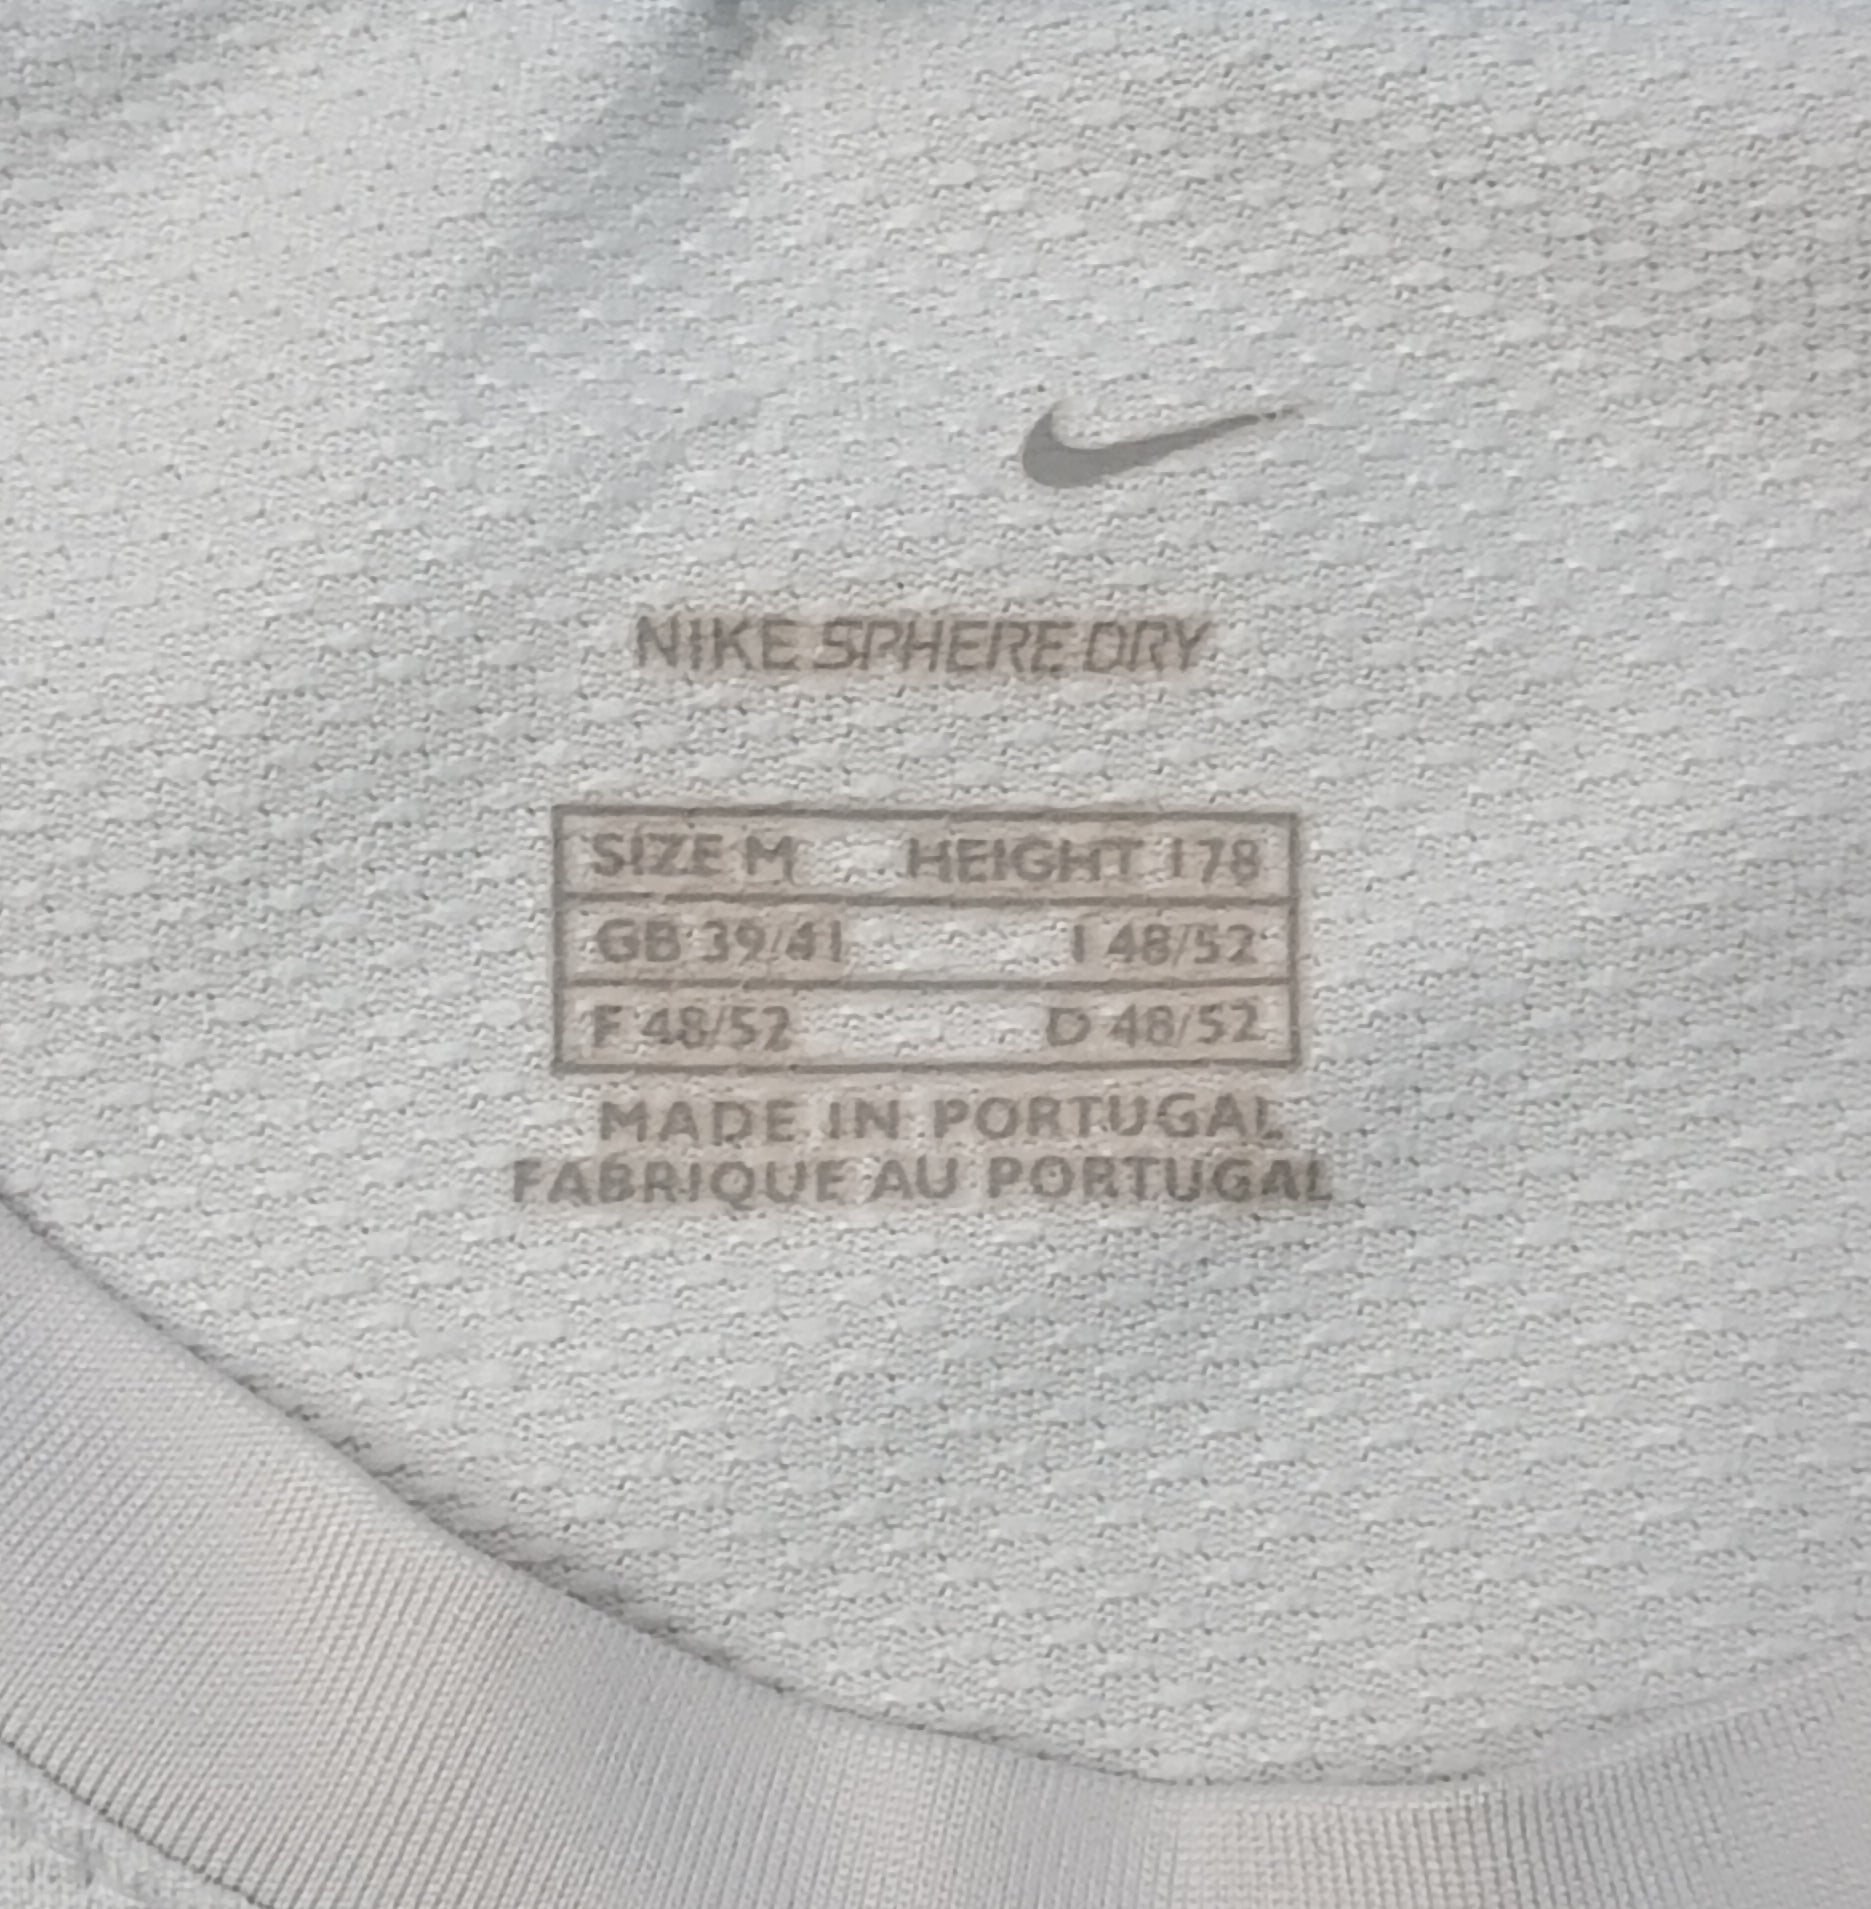 NIKE SPHERE DRY
SIZE M HEIGHT 178
GB 39/41 I 48/52
F 48/52 D 48/52
MADE IN PORTUGAL
FABRIQUE AU PORTUGAL